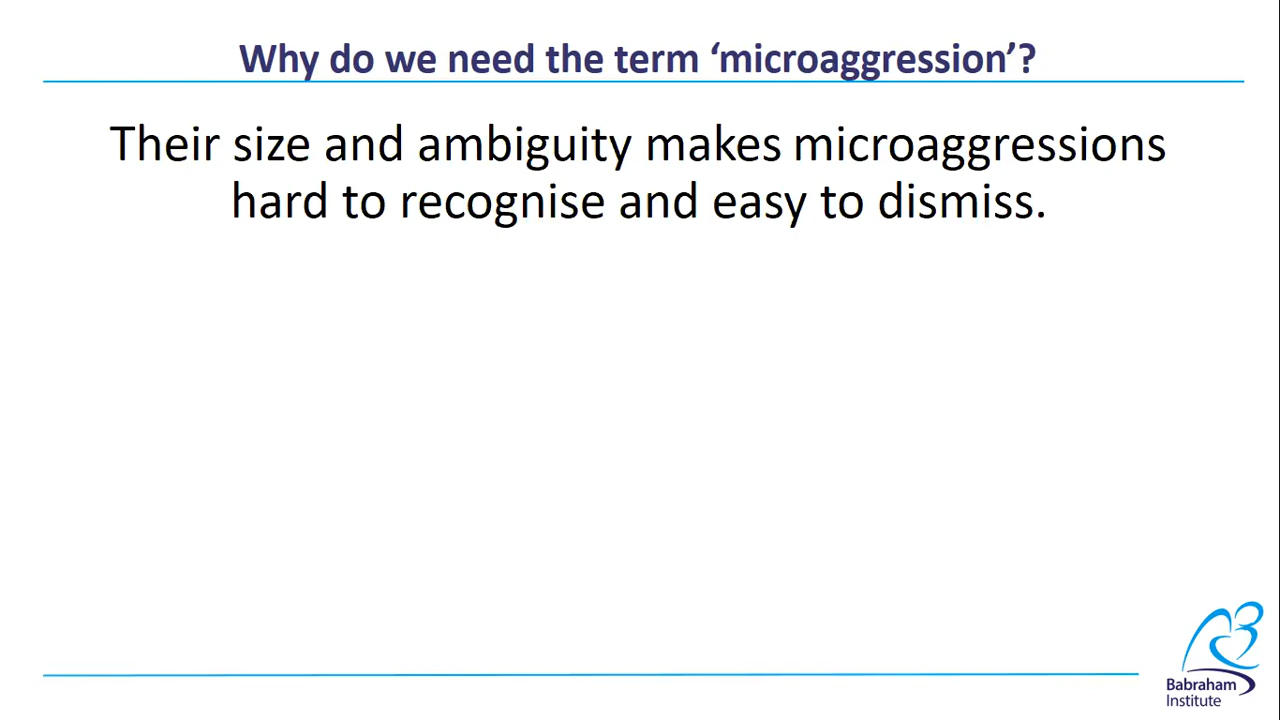 Why do we need the term ‘microaggression’?
Their size and ambiguity makes microaggressions
hard to recognise and easy to dismiss.
Babraham
Institute